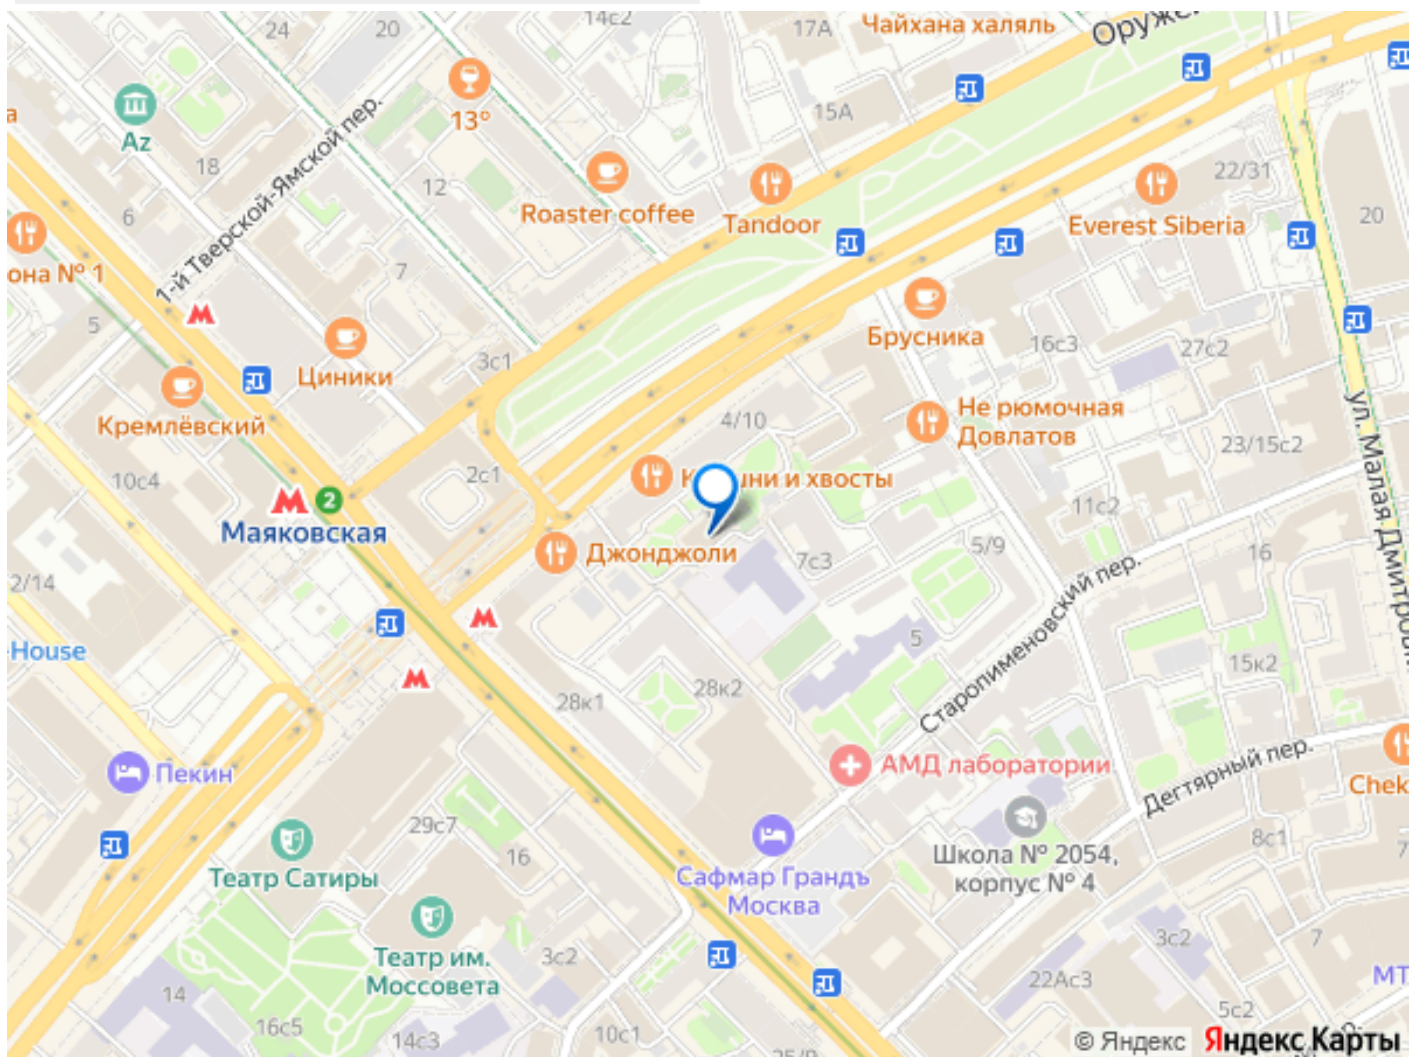 24
20
14с2
17А
Чайхана халяль
Az
13°
15А
18
12
22/31
20
1-й Тверской-Ямской пер.
Roaster coffee
Tandoor
Everest Siberia
6
7
она № 1
5
Брусника
16с3
27с2
3с1
Циники
Кремлёвский
4/10
Не рюмочная
Довлатов
23/15с2
ул. Малая Дмитров
10с4
2с1
и хвосты
11с2
2
Маяковская
Джонджоли
7с3
5/9
16
2/14
Старопименовский пер.
-House
5
15к2
28к1
28к2
Пекин
АМД лаборатории
Дегтярный пер.
Chek
29с7
16
8с1
7
Театр Сатиры
Сафмар Грандъ
Москва
Школа № 2054,
корпус № 4
Театр им.
Моссовета
3с2
3с2
7
14
22Ас3
МТ
16с5
14с3
10с1
5с2
25/9
© Яндекс Яндекс Карты